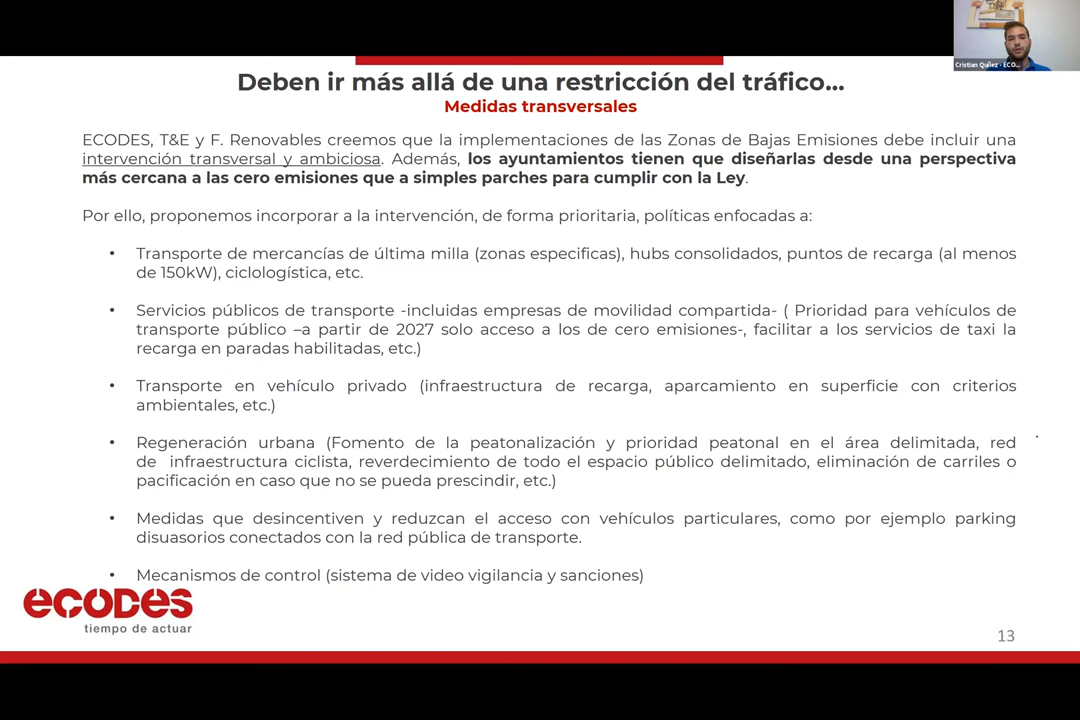 Cristian Quílez - ECO...
Deben ir más allá de una restricción del tráfico...
Medidas transversales
ECODES, T&E y F. Renovables creemos que la implementaciones de las Zonas de Bajas Emisiones debe incluir una
intervención transversal y ambiciosa. Además, los ayuntamientos tienen que diseñarlas desde una perspectiva
más cercana a las cero emisiones que a simples parches para cumplir con la Ley.
Por ello, proponemos incorporar a la intervención, de forma prioritaria, políticas enfocadas a:
• Transporte de mercancías de última milla (zonas especificas), hubs consolidados, puntos de recarga (al menos
de 150kW), ciclologística, etc.
• Servicios públicos de transporte -incluidas empresas de movilidad compartida- ( Prioridad para vehículos de
transporte público –a partir de 2027 solo acceso a los de cero emisiones-, facilitar a los servicios de taxi la
recarga en paradas habilitadas, etc.)
• Transporte en vehículo privado (infraestructura de recarga, aparcamiento en superficie con criterios
ambientales, etc.)
• Regeneración urbana (Fomento de la peatonalización y prioridad peatonal en el área delimitada, red
de infraestructura ciclista, reverdecimiento de todo el espacio público delimitado, eliminación de carriles o
pacificación en caso que no se pueda prescindir, etc.)
• Medidas que desincentiven y reduzcan el acceso con vehículos particulares, como por ejemplo parking
disuasorios conectados con la red pública de transporte.
• Mecanismos de control (sistema de video vigilancia y sanciones)
ecodes
tiempo de actuar
13